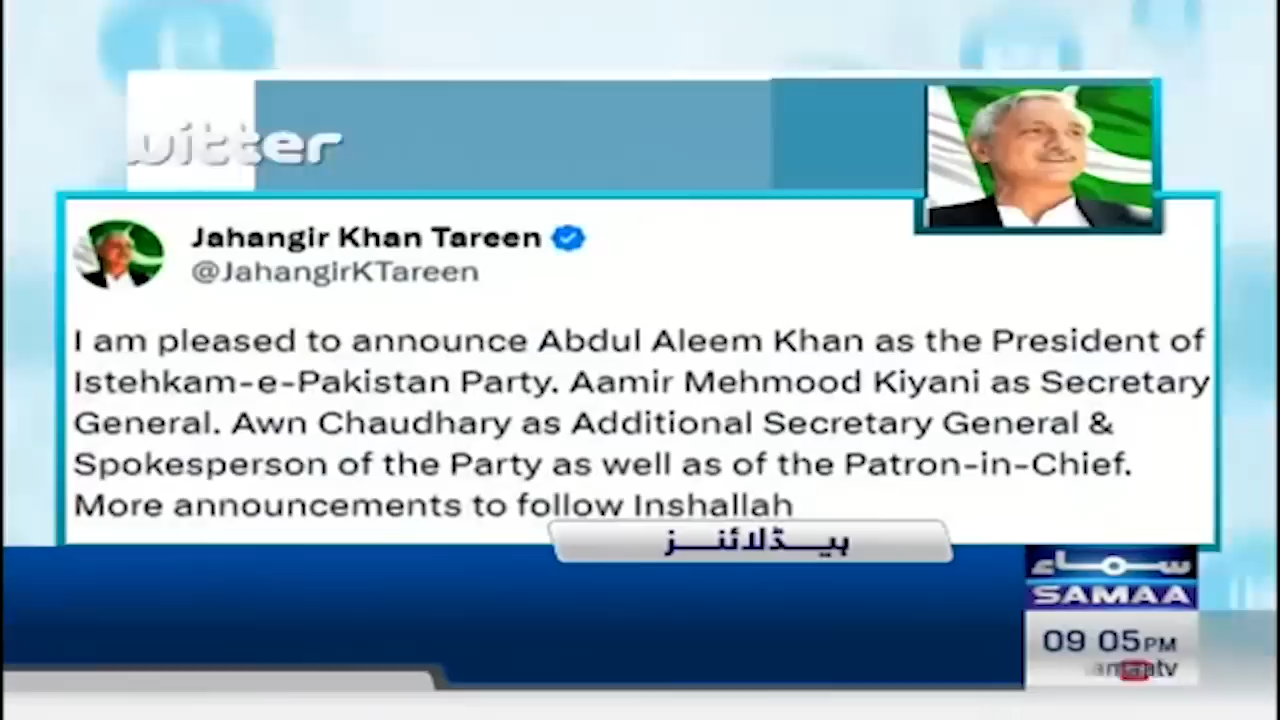 witter
Jahangir Khan Tareen
@JahangirKTareen
I am pleased to announce Abdul Aleem Khan as the President of
Istehkam-e-Pakistan Party. Aamir Mehmood Kiyani as Secretary
General. Awn Chaudhary as Additional Secretary General &
Spokesperson of the Party as well as of the Patron-in-Chief.
More announcements to follow Inshallah
ہیڈلائنز
سماء
SAMAA
09 05 PM